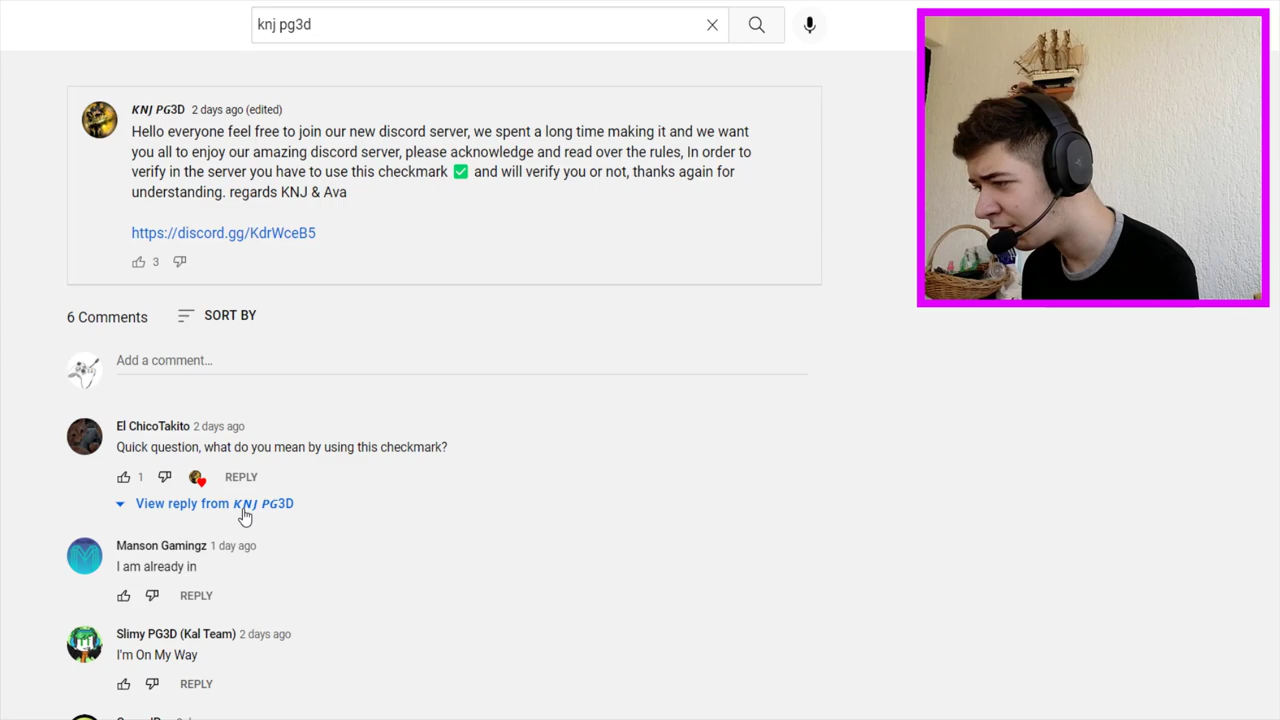 knj pg3d
KNJ PG3D 2 days ago (edited)
Hello everyone feel free to join our new discord server, we spent a long time making it and we want
you all to enjoy our amazing discord server, please acknowledge and read over the rules, In order to
verify in the server you have to use this checkmark ✅ and will verify you or not, thanks again for
understanding. regards KNJ & Ava
https://discord.gg/KdrWceB5
3
6 Comments SORT BY
Add a comment...
El ChicoTakito 2 days ago
Quick question, what do you mean by using this checkmark?
1 REPLY
View reply from KNJ PG3D
Manson Gamingz 1 day ago
I am already in
REPLY
Slimy PG3D (Kal Team) 2 days ago
I'm On My Way
REPLY